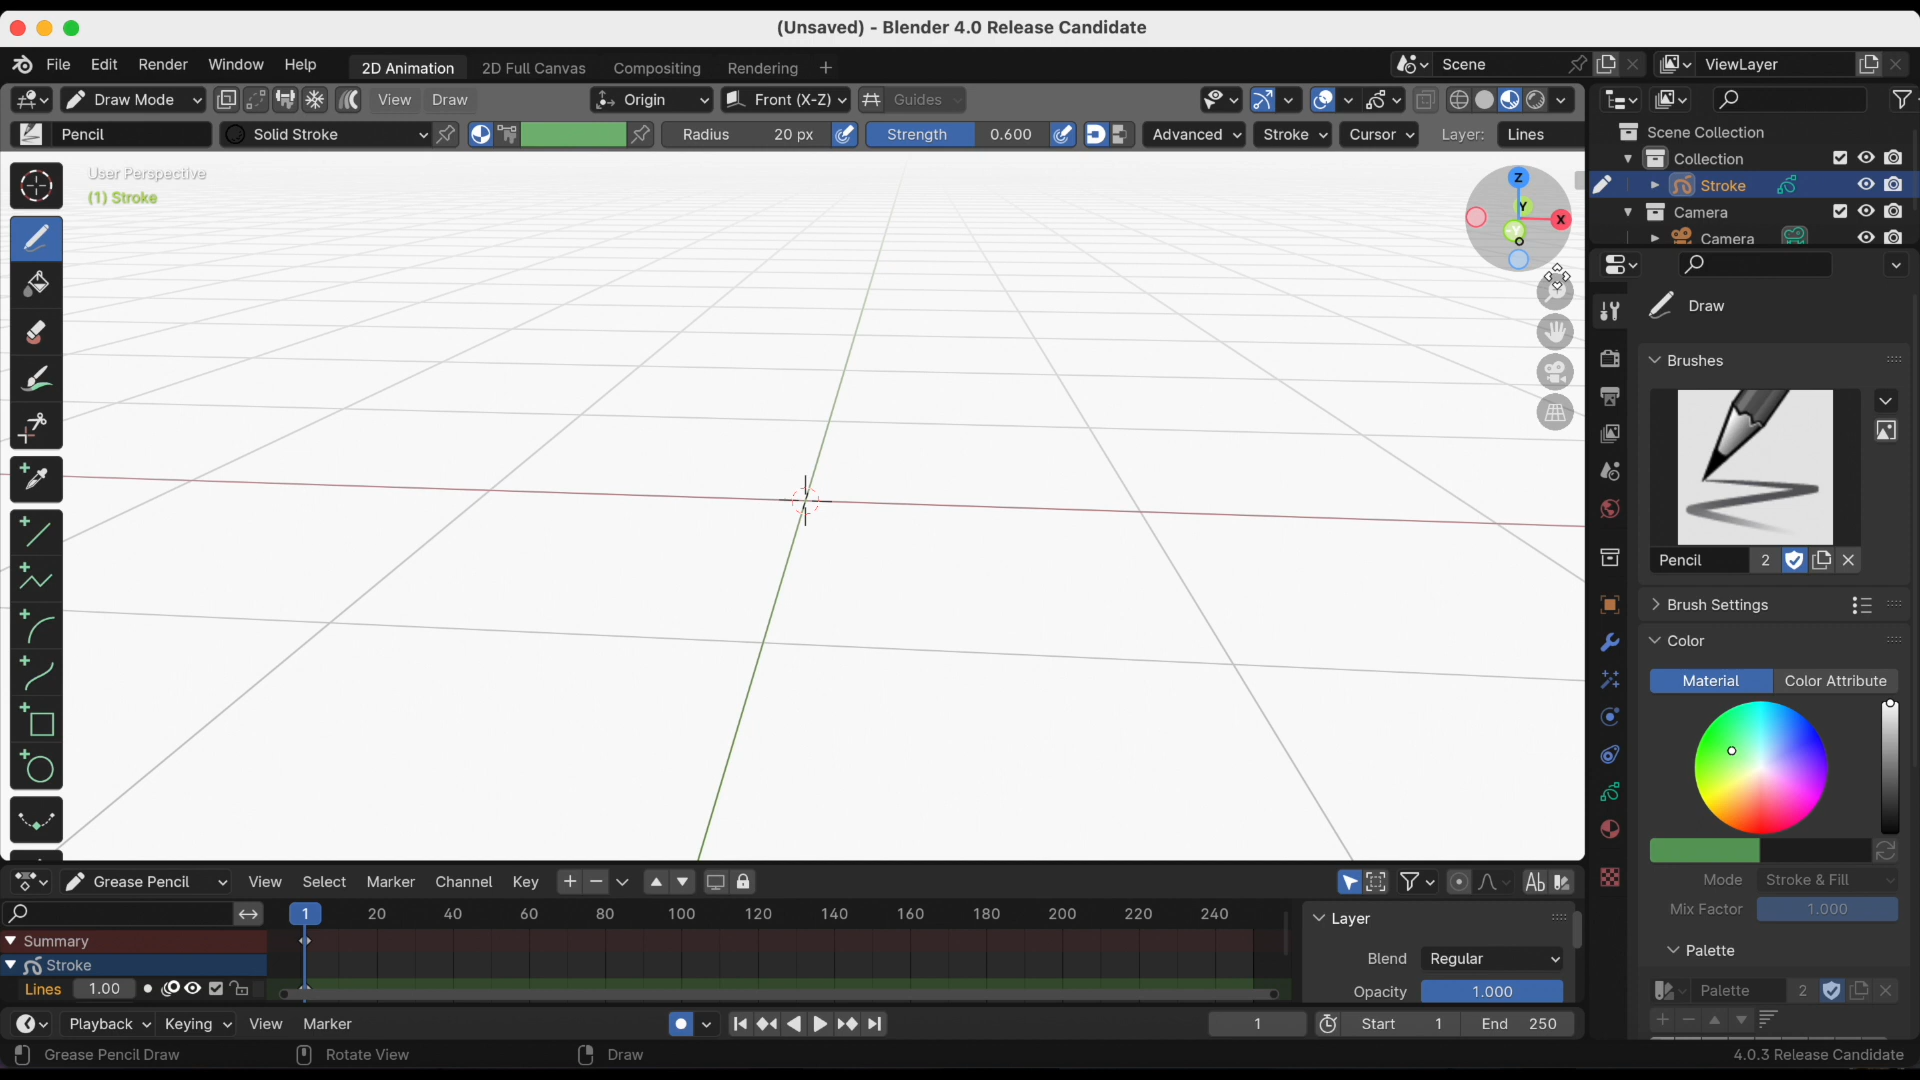 (Unsaved) - Blender 4.0 Release Candidate
File Edit Render Window Help 2D Animation 2D Full Canvas Compositing Rendering + Scene ViewLayer
Draw Mode View Draw Origin Front (X-Z) Guides
Pencil Solid Stroke Radius 20 px Strength 0.600 Advanced Stroke Cursor Layer: Lines
User Perspective
(1) Stroke
Z
Y
X
-Y
Scene Collection
Collection
Stroke
Camera
Camera
Draw
Brushes
Pencil 2
Brush Settings
Color
Material Color Attribute
Mode Stroke & Fill
Mix Factor 1.000
Palette
Palette 2
Grease Pencil View Select Marker Channel Key
1 20 40 60 80 100 120 140 160 180 200 220 240
Summary
Stroke
Lines 1.00
Layer
Blend Regular
Opacity 1.000
Playback Keying View Marker 1 Start 1 End 250
Grease Pencil Draw Rotate View Draw 4.0.3 Release Candidate